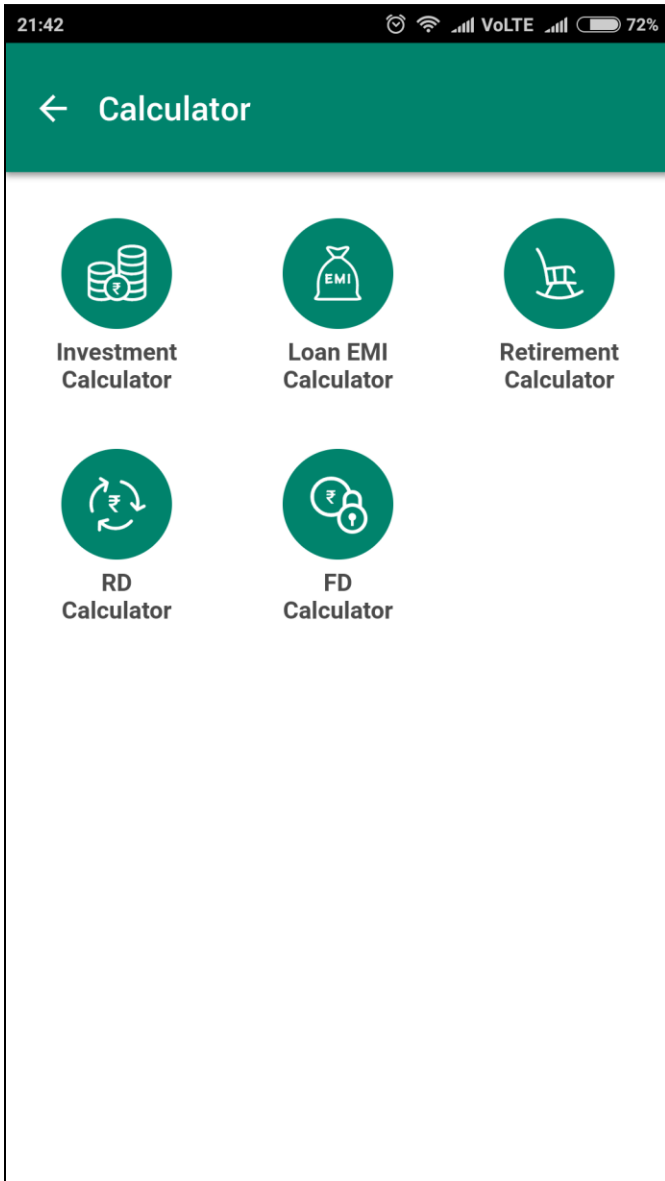 21:42 VoLTE 72%
Calculator
₹ EMI
Investment Loan EMI Retirement
Calculator Calculator Calculator
₹ ₹
RD FD
Calculator Calculator